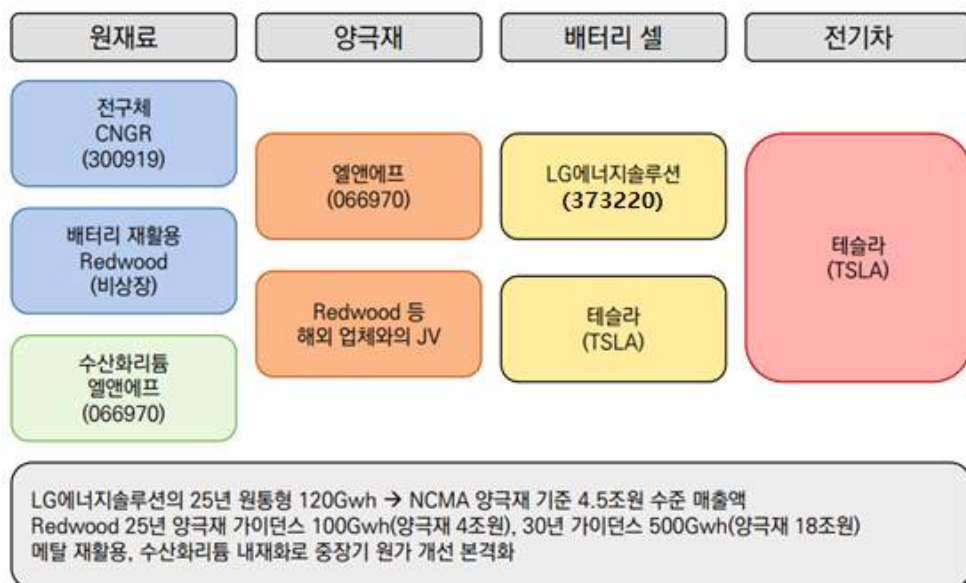 원재료
양극재
배터리 셀
전기차
전구체
CNGR
(300919)
배터리 재활용
Redwood
(비상장)
수산화리튬
엘앤에프
(066970)
엘앤에프
(066970)
Redwood 등
해외 업체와의 JV
LG에너지솔루션
(373220)
테슬라
(TSLA)
테슬라
(TSLA)
LG에너지솔루션의 25년 원통형 120Gwh → NCMA 양극재 기준 4.5조원 수준 매출액
Redwood 25년 양극재 가이던스 100Gwh(양극재 4조원), 30년 가이던스 500Gwh(양극재 18조원)
메탈 재활용, 수산화리튬 내재화로 중장기 원가 개선 본격화